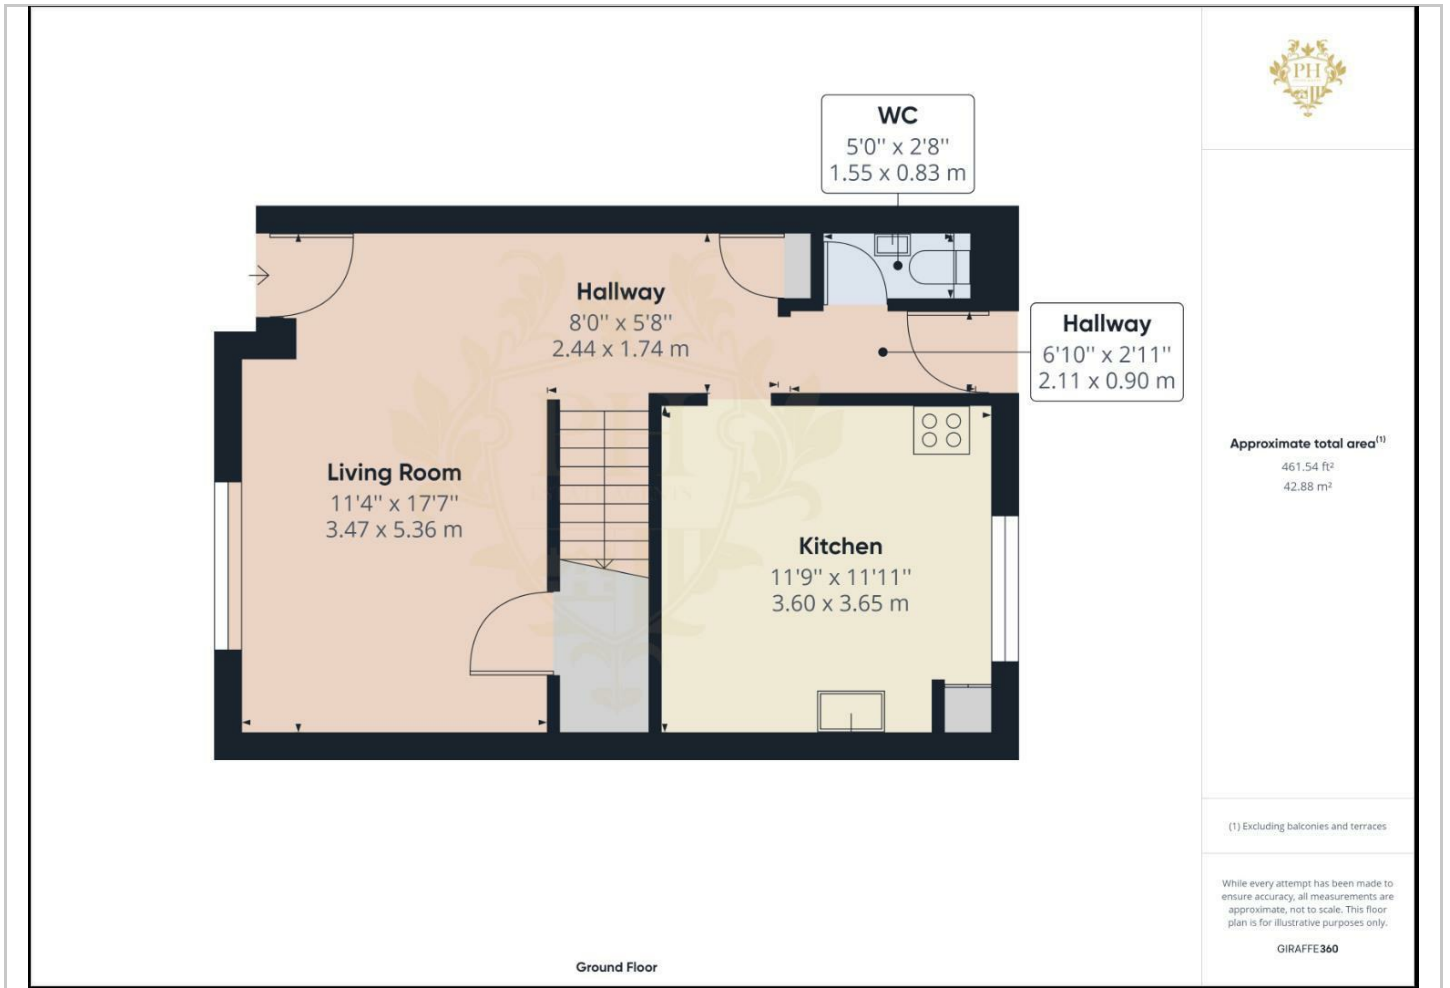 PH
WC
5'0" x 2'8"
1.55 x 0.83 m
Hallway
8'0" x 5'8"
2.44 x 1.74 m
Hallway
6'10" x 2'11"
2.11 x 0.90 m
Living Room
11'4" x 17'7"
3.47 x 5.36 m
PH
Kitchen
11'9" x 11'11"
3.60 x 3.65 m
Approximate total area(1)
461.54 ft²
42.88 m²
(1) Excluding balconies and terraces
While every attempt has been made to
ensure accuracy, all measurements are
approximate, not to scale. This floor
plan is for illustrative purposes only.
GIRAFFE360
Ground Floor